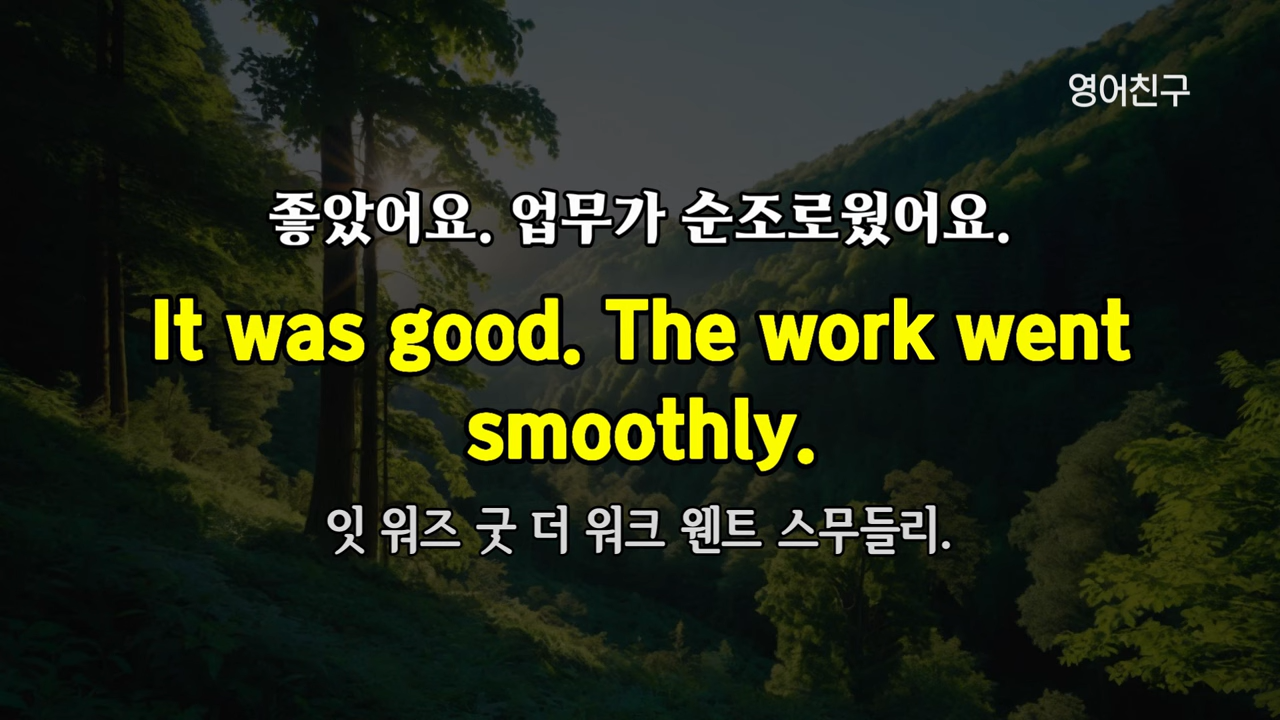 영어친구
좋았어요. 업무가 순조로웠어요.
It was good. The work went
smoothly.
잇 워즈 굿 더 워크 웬트 스무들리.